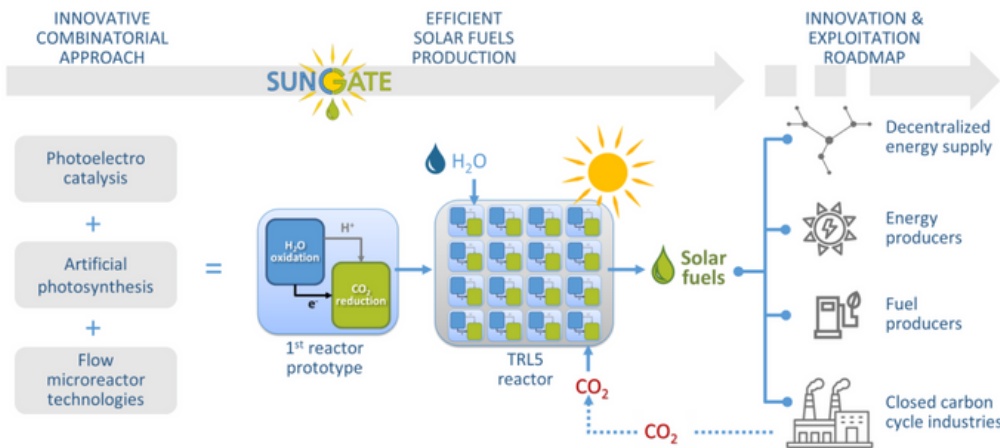 INNOVATIVE
COMBINATORIAL
APPROACH
EFFICIENT
SOLAR FUELS
PRODUCTION
INNOVATION &
EXPLOITATION
ROADMAP
SUNGATE
Photoelectro
catalysis
+
Artificial
photosynthesis
+
Flow
microreactor
technologies
=
H₂O
oxidation
H⁺
CO₂
reduction
e⁻
1st reactor
prototype
H₂O
TRL5
reactor
CO₂
CO₂
Solar
fuels
Decentralized
energy supply
Energy
producers
Fuel
producers
Closed carbon
cycle industries